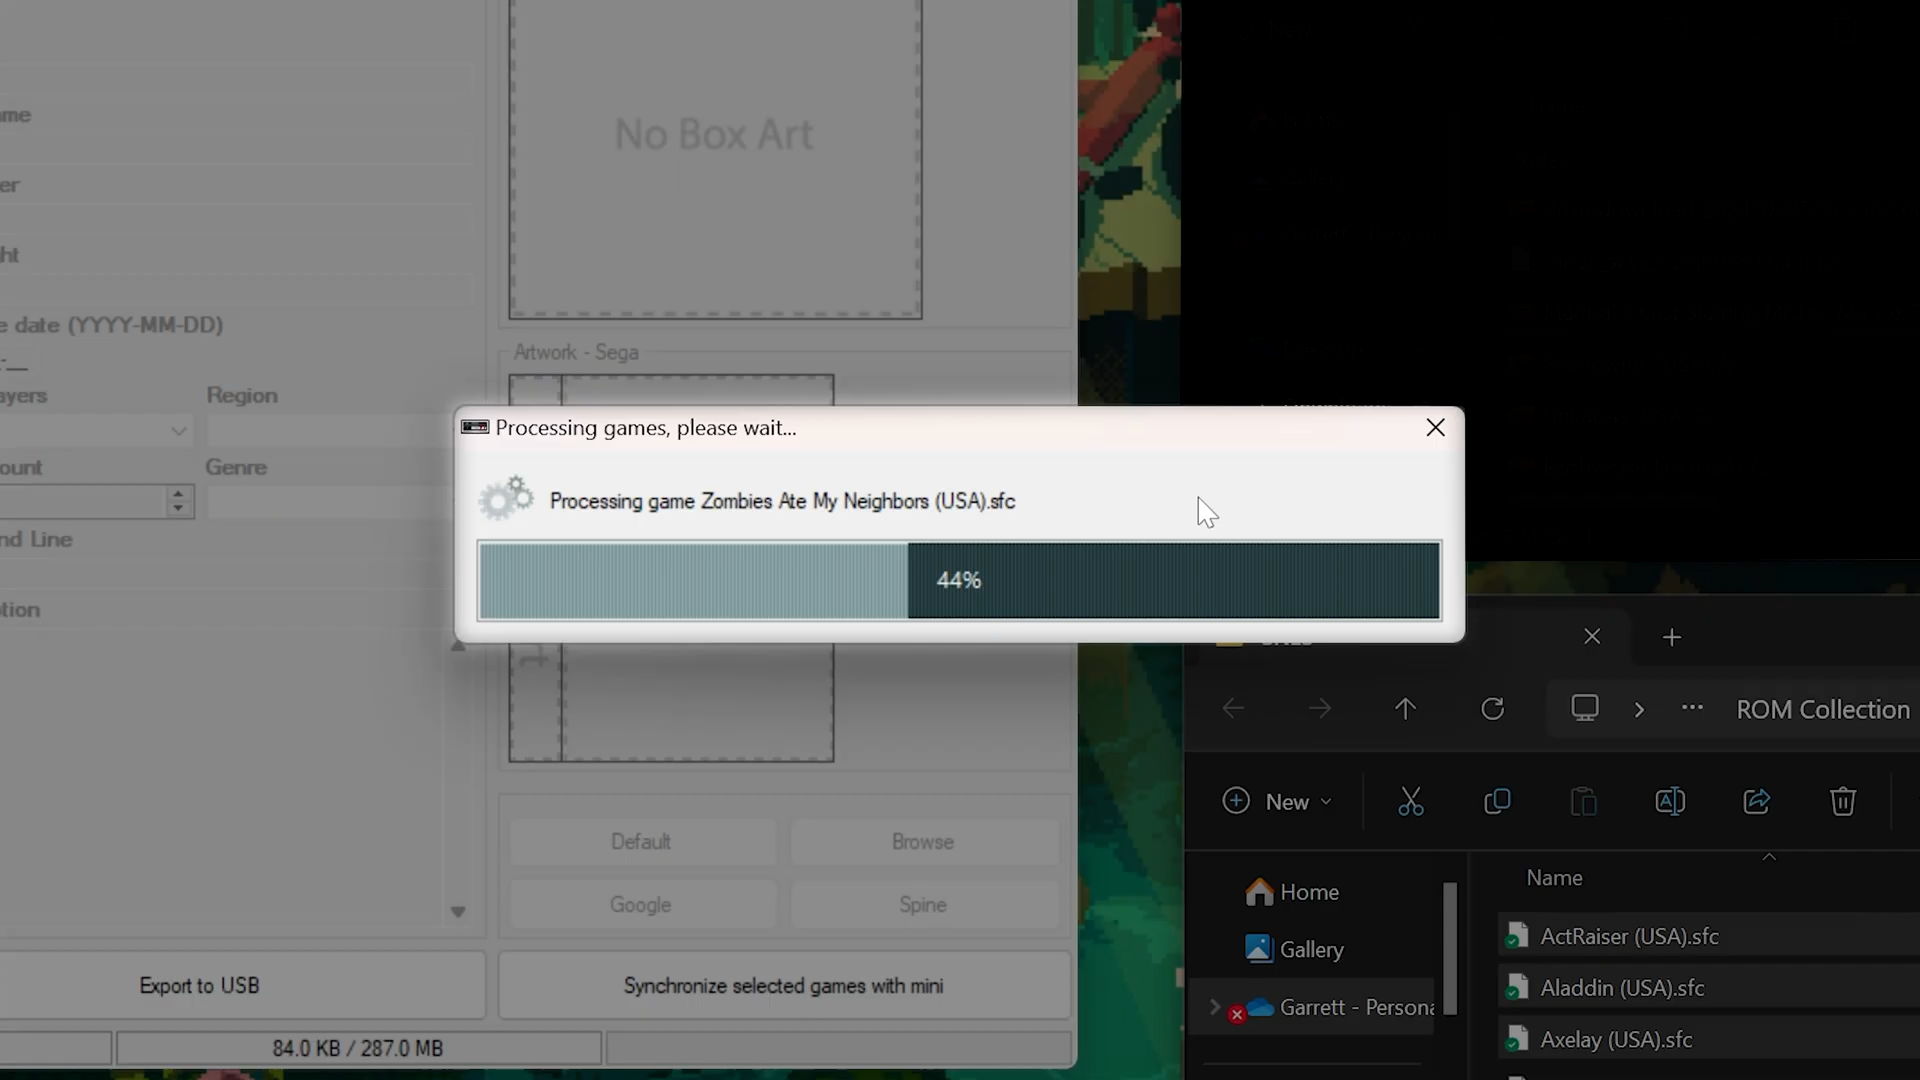 No Box Art
ame
er
ht
e date (YYYY-MM-DD)
Artwork - Sega
ayers
Region
ount
Genre
nd Line
tion
Processing games, please wait...
Processing game Zombies Ate My Neighbors (USA).sfc
44%
Default
Browse
Google
Spine
Export to USB
Synchronize selected games with mini
84.0 KB / 287.0 MB
ROM Collection
New
Name
Home
Gallery
Garrett - Persona
ActRaiser (USA).sfc
Aladdin (USA).sfc
Axelay (USA).sfc